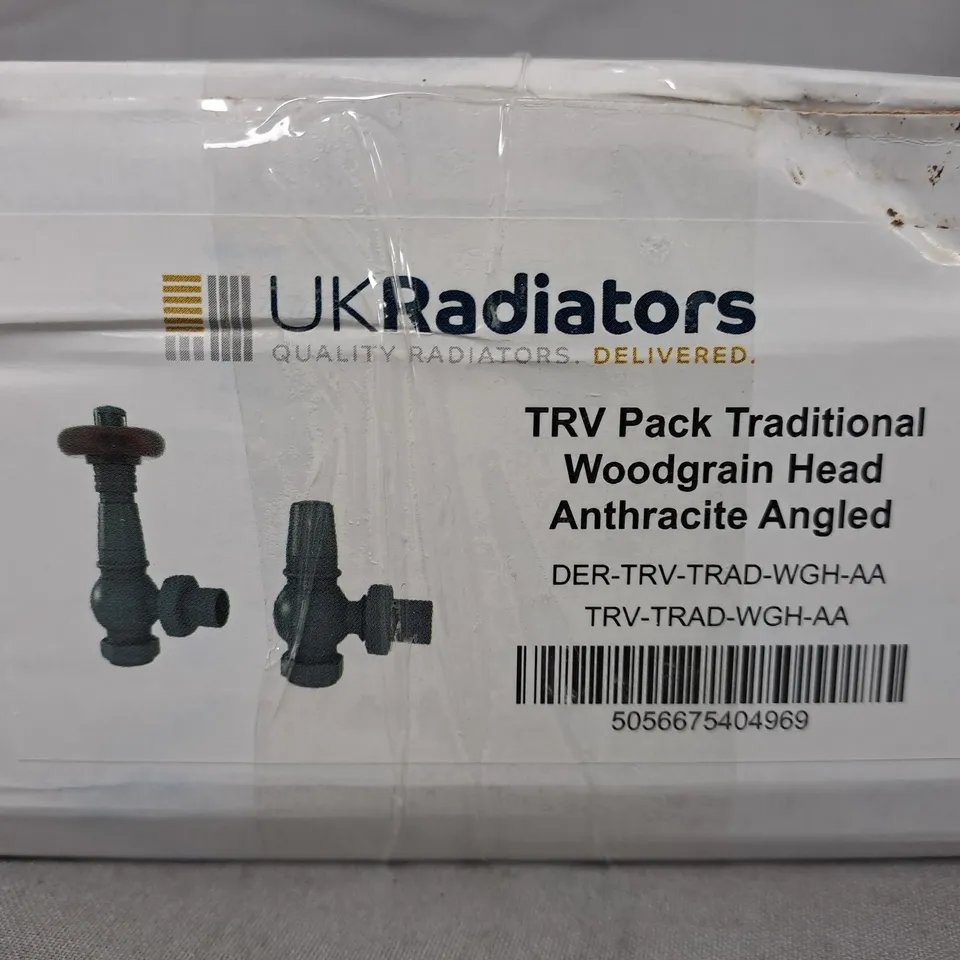 UKRadiators
QUALITY RADIATORS. DELIVERED.
TRV Pack Traditional
Woodgrain Head
Anthracite Angled
DER-TRV-TRAD-WGH-AA
TRV-TRAD-WGH-AA
5056675404969